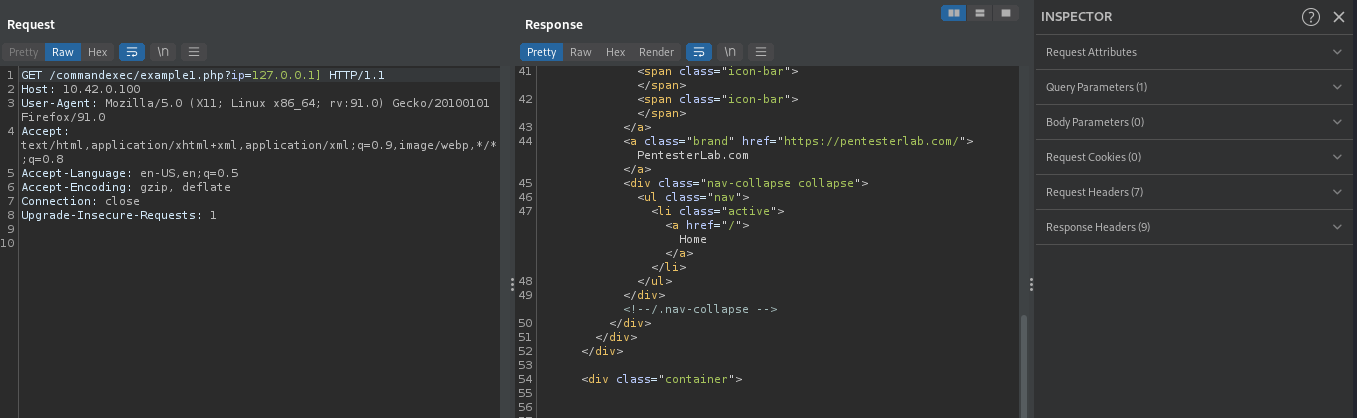 Request
Pretty Raw Hex \n
1 GET /commandexec/example1.php?ip=127.0.0.1] HTTP/1.1
2 Host: 10.42.0.100
3 User-Agent: Mozilla/5.0 (X11; Linux x86_64; rv:91.0) Gecko/20100101
Firefox/91.0
4 Accept:
text/html,application/xhtml+xml,application/xml;q=0.9,image/webp,*/*
;q=0.8
5 Accept-Language: en-US,en;q=0.5
6 Accept-Encoding: gzip, deflate
7 Connection: close
8 Upgrade-Insecure-Requests: 1
9
10
Response
Pretty Raw Hex Render \n
41 <span class="icon-bar">
</span>
42 <span class="icon-bar">
</span>
43 </a>
44 <a class="brand" href="https://pentesterlab.com/">
PentesterLab.com
</a>
45 <div class="nav-collapse collapse">
46 <ul class="nav">
47 <li class="active">
<a href="/">
Home
</a>
</li>
48 </ul>
49 </div>
<!--/.nav-collapse -->
50 </div>
51 </div>
52 </div>
53
54 <div class="container">
55
56
INSPECTOR
Request Attributes
Query Parameters (1)
Body Parameters (0)
Request Cookies (0)
Request Headers (7)
Response Headers (9)